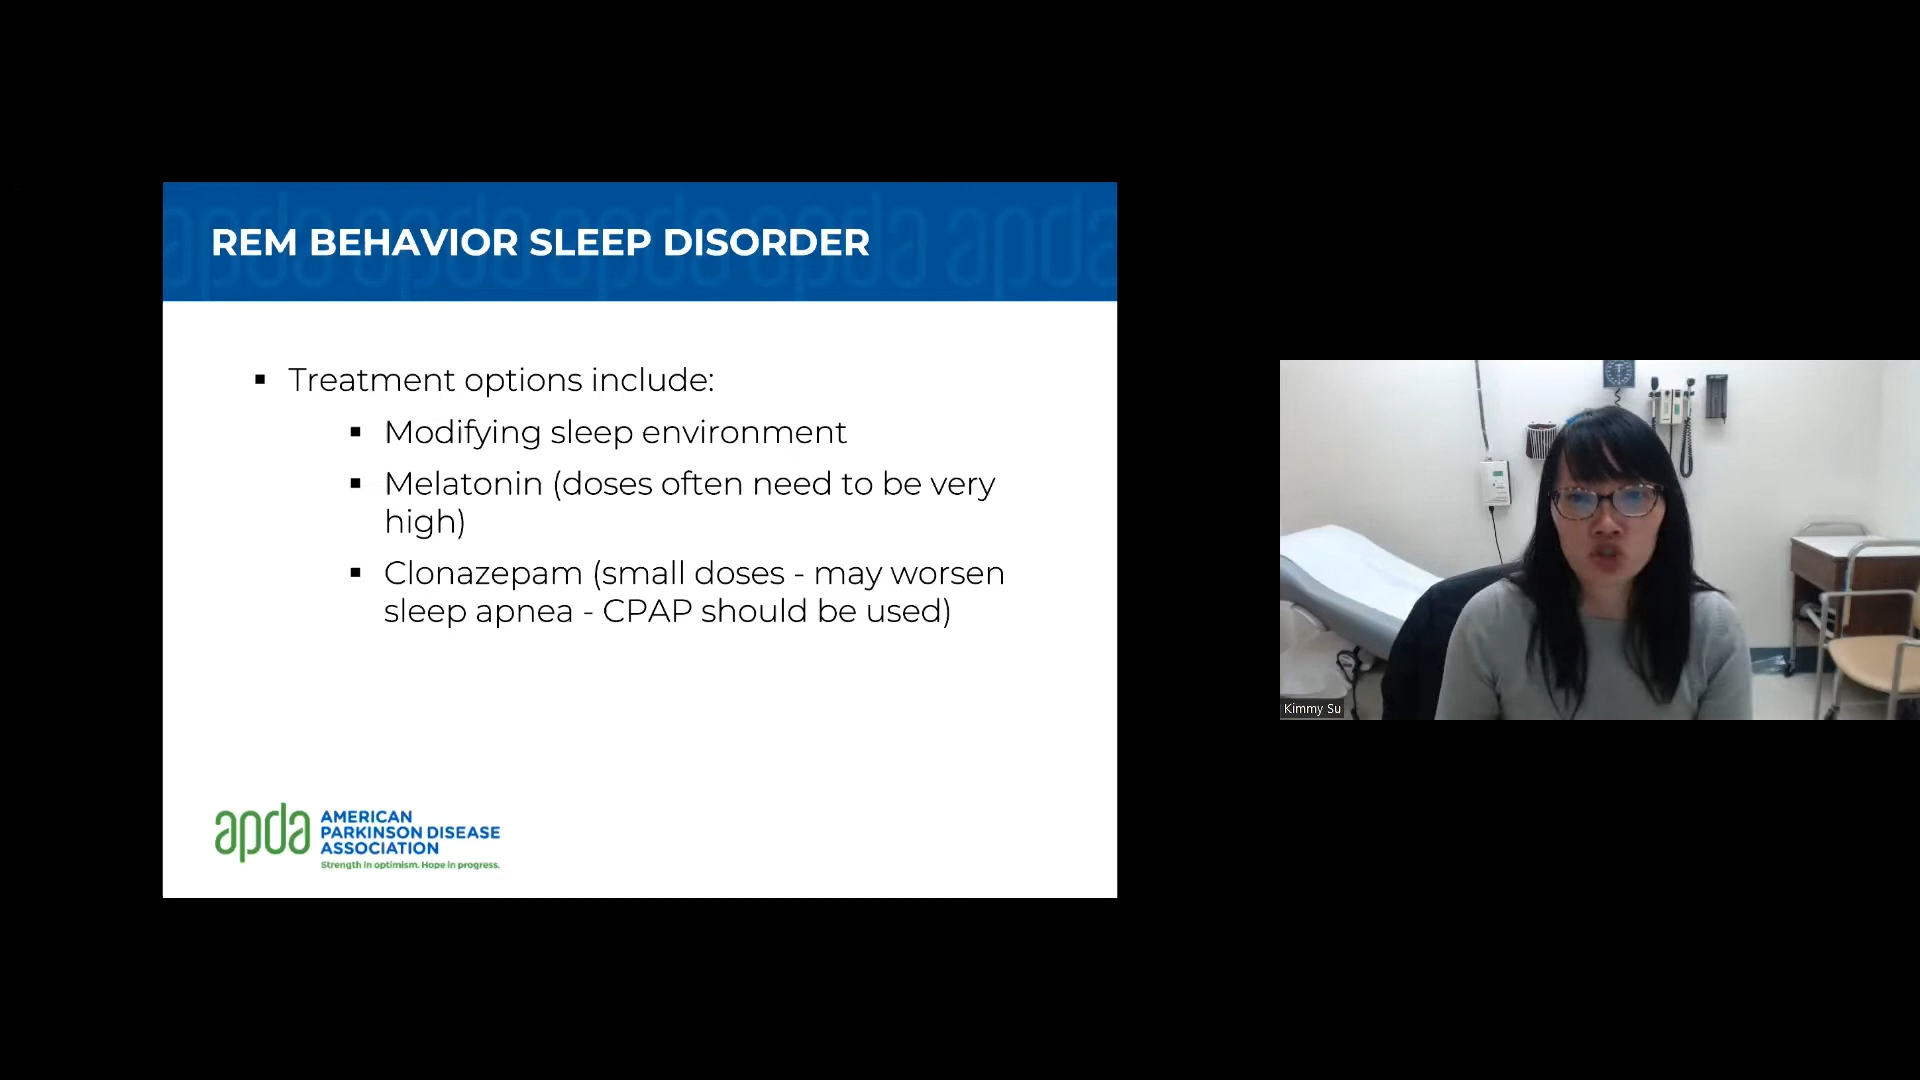 REM BEHAVIOR SLEEP DISORDER
▪ Treatment options include:
▪ Modifying sleep environment
▪ Melatonin (doses often need to be very
high)
▪ Clonazepam (small doses - may worsen
sleep apnea - CPAP should be used)
apda
AMERICAN
PARKINSON DISEASE
ASSOCIATION
Strength in optimism. Hope in progress.
Kimmy Su